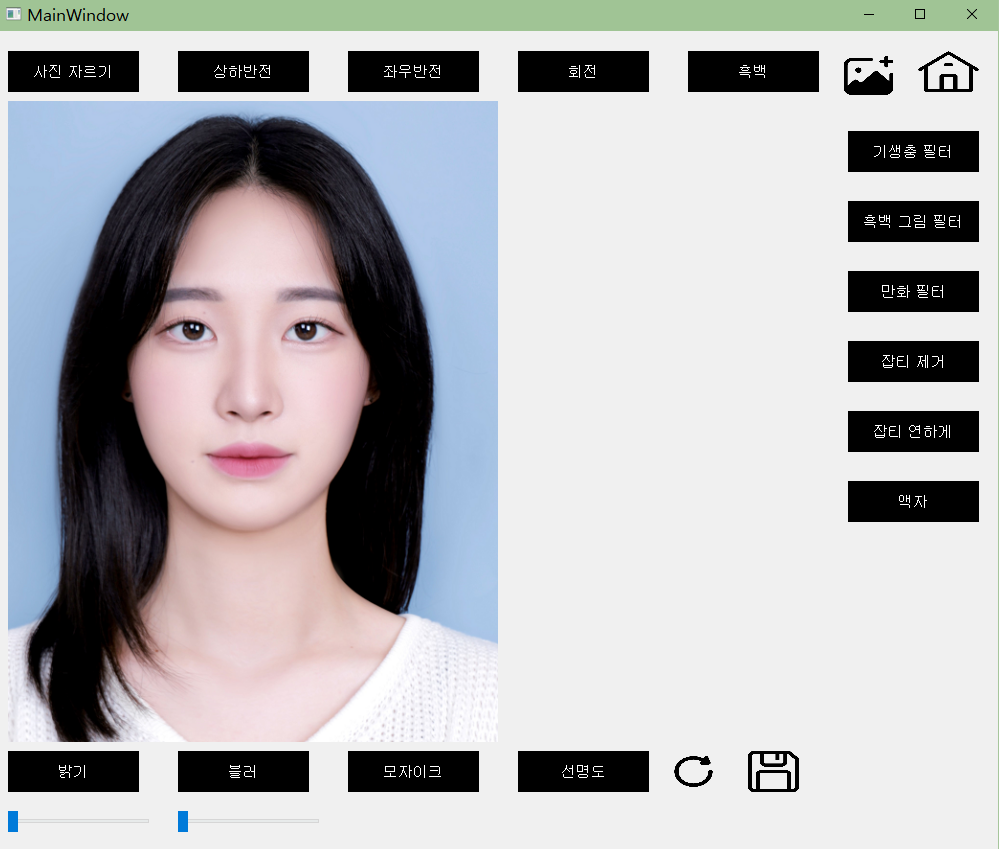 MainWindow
사진 자르기
상하반전
좌우반전
회전
흑백
기생충 필터
흑백 그림 필터
만화 필터
잡티 제거
잡티 연하게
액자
밝기
블러
모자이크
선명도